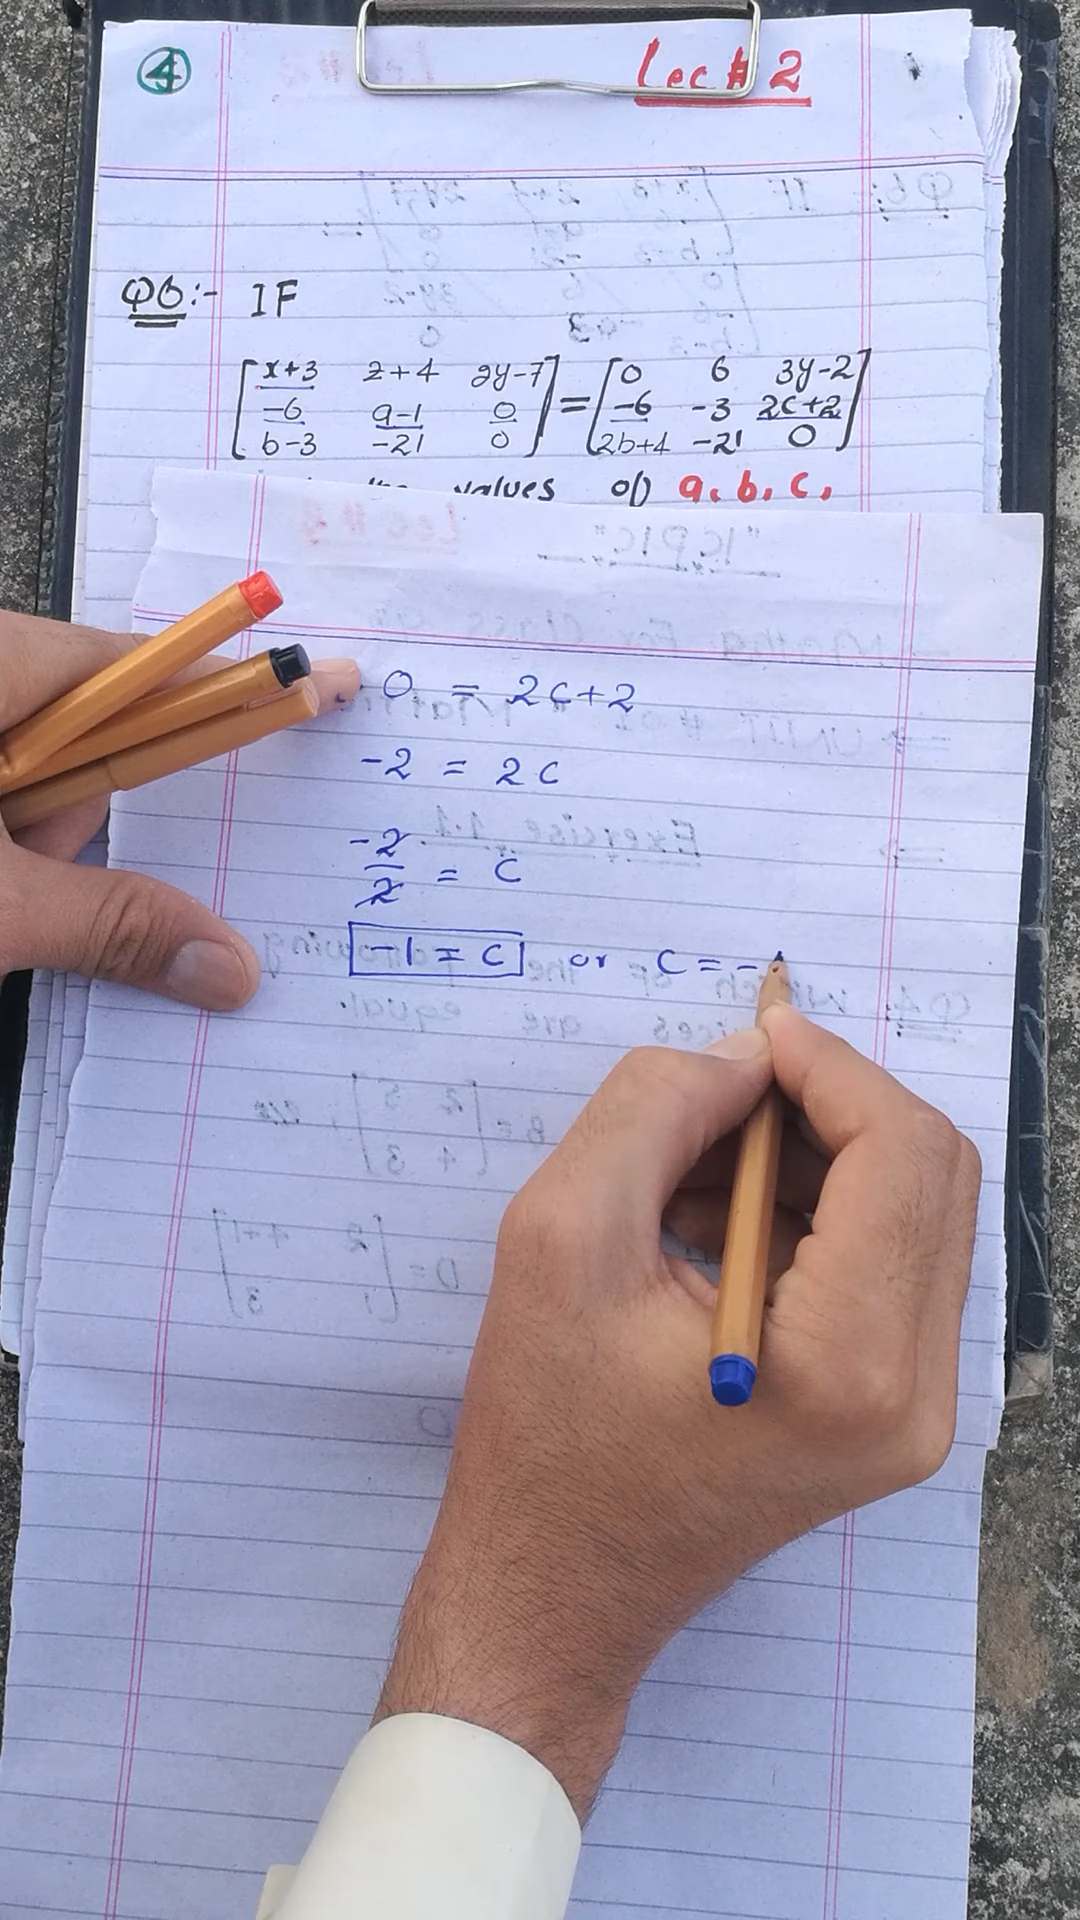 4
Lec # 2
Q6:- IF
[x+3 z+4 2y-7] = [0 6 3y-2]
[-6 a-1 0] = [-6 -3 2c+2]
[b-3 -21 0] [2b+4 -21 0]
values of a, b, c,
0 = 2c+2
-2 = 2c
-2/2 = c
-1 = c or c = -1